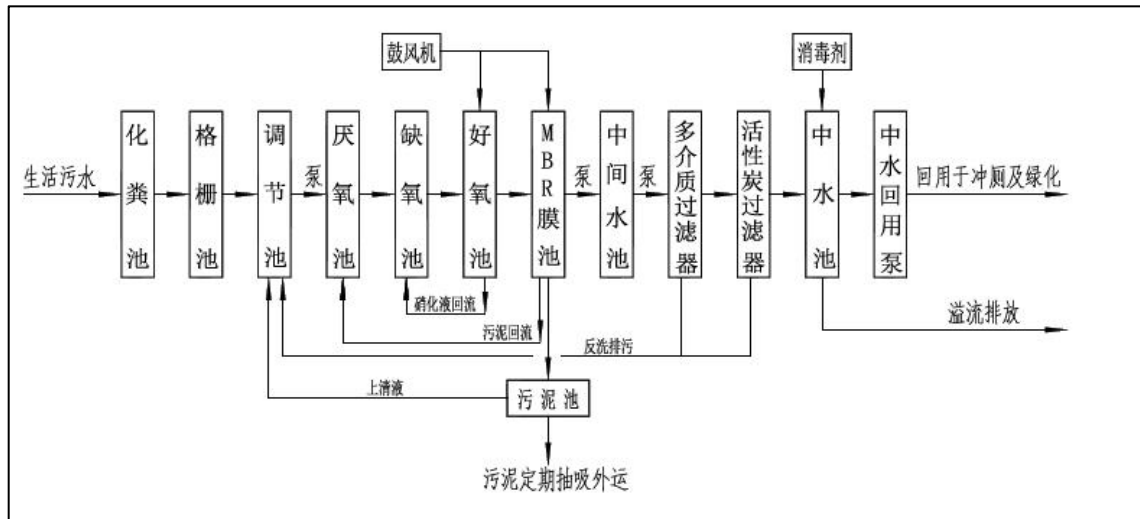 鼓风机
消毒剂
生活污水
化粪池
格栅池
调节池
泵
厌氧池
缺氧池
好氧池
MBR膜池
泵
中间水池
泵
多介质过滤器
活性炭过滤器
中水池
中水回用泵
回用于冲厕及绿化
硝化液回流
溢流排放
污泥回流
反洗排污
上清液
污泥池
污泥定期抽吸外运